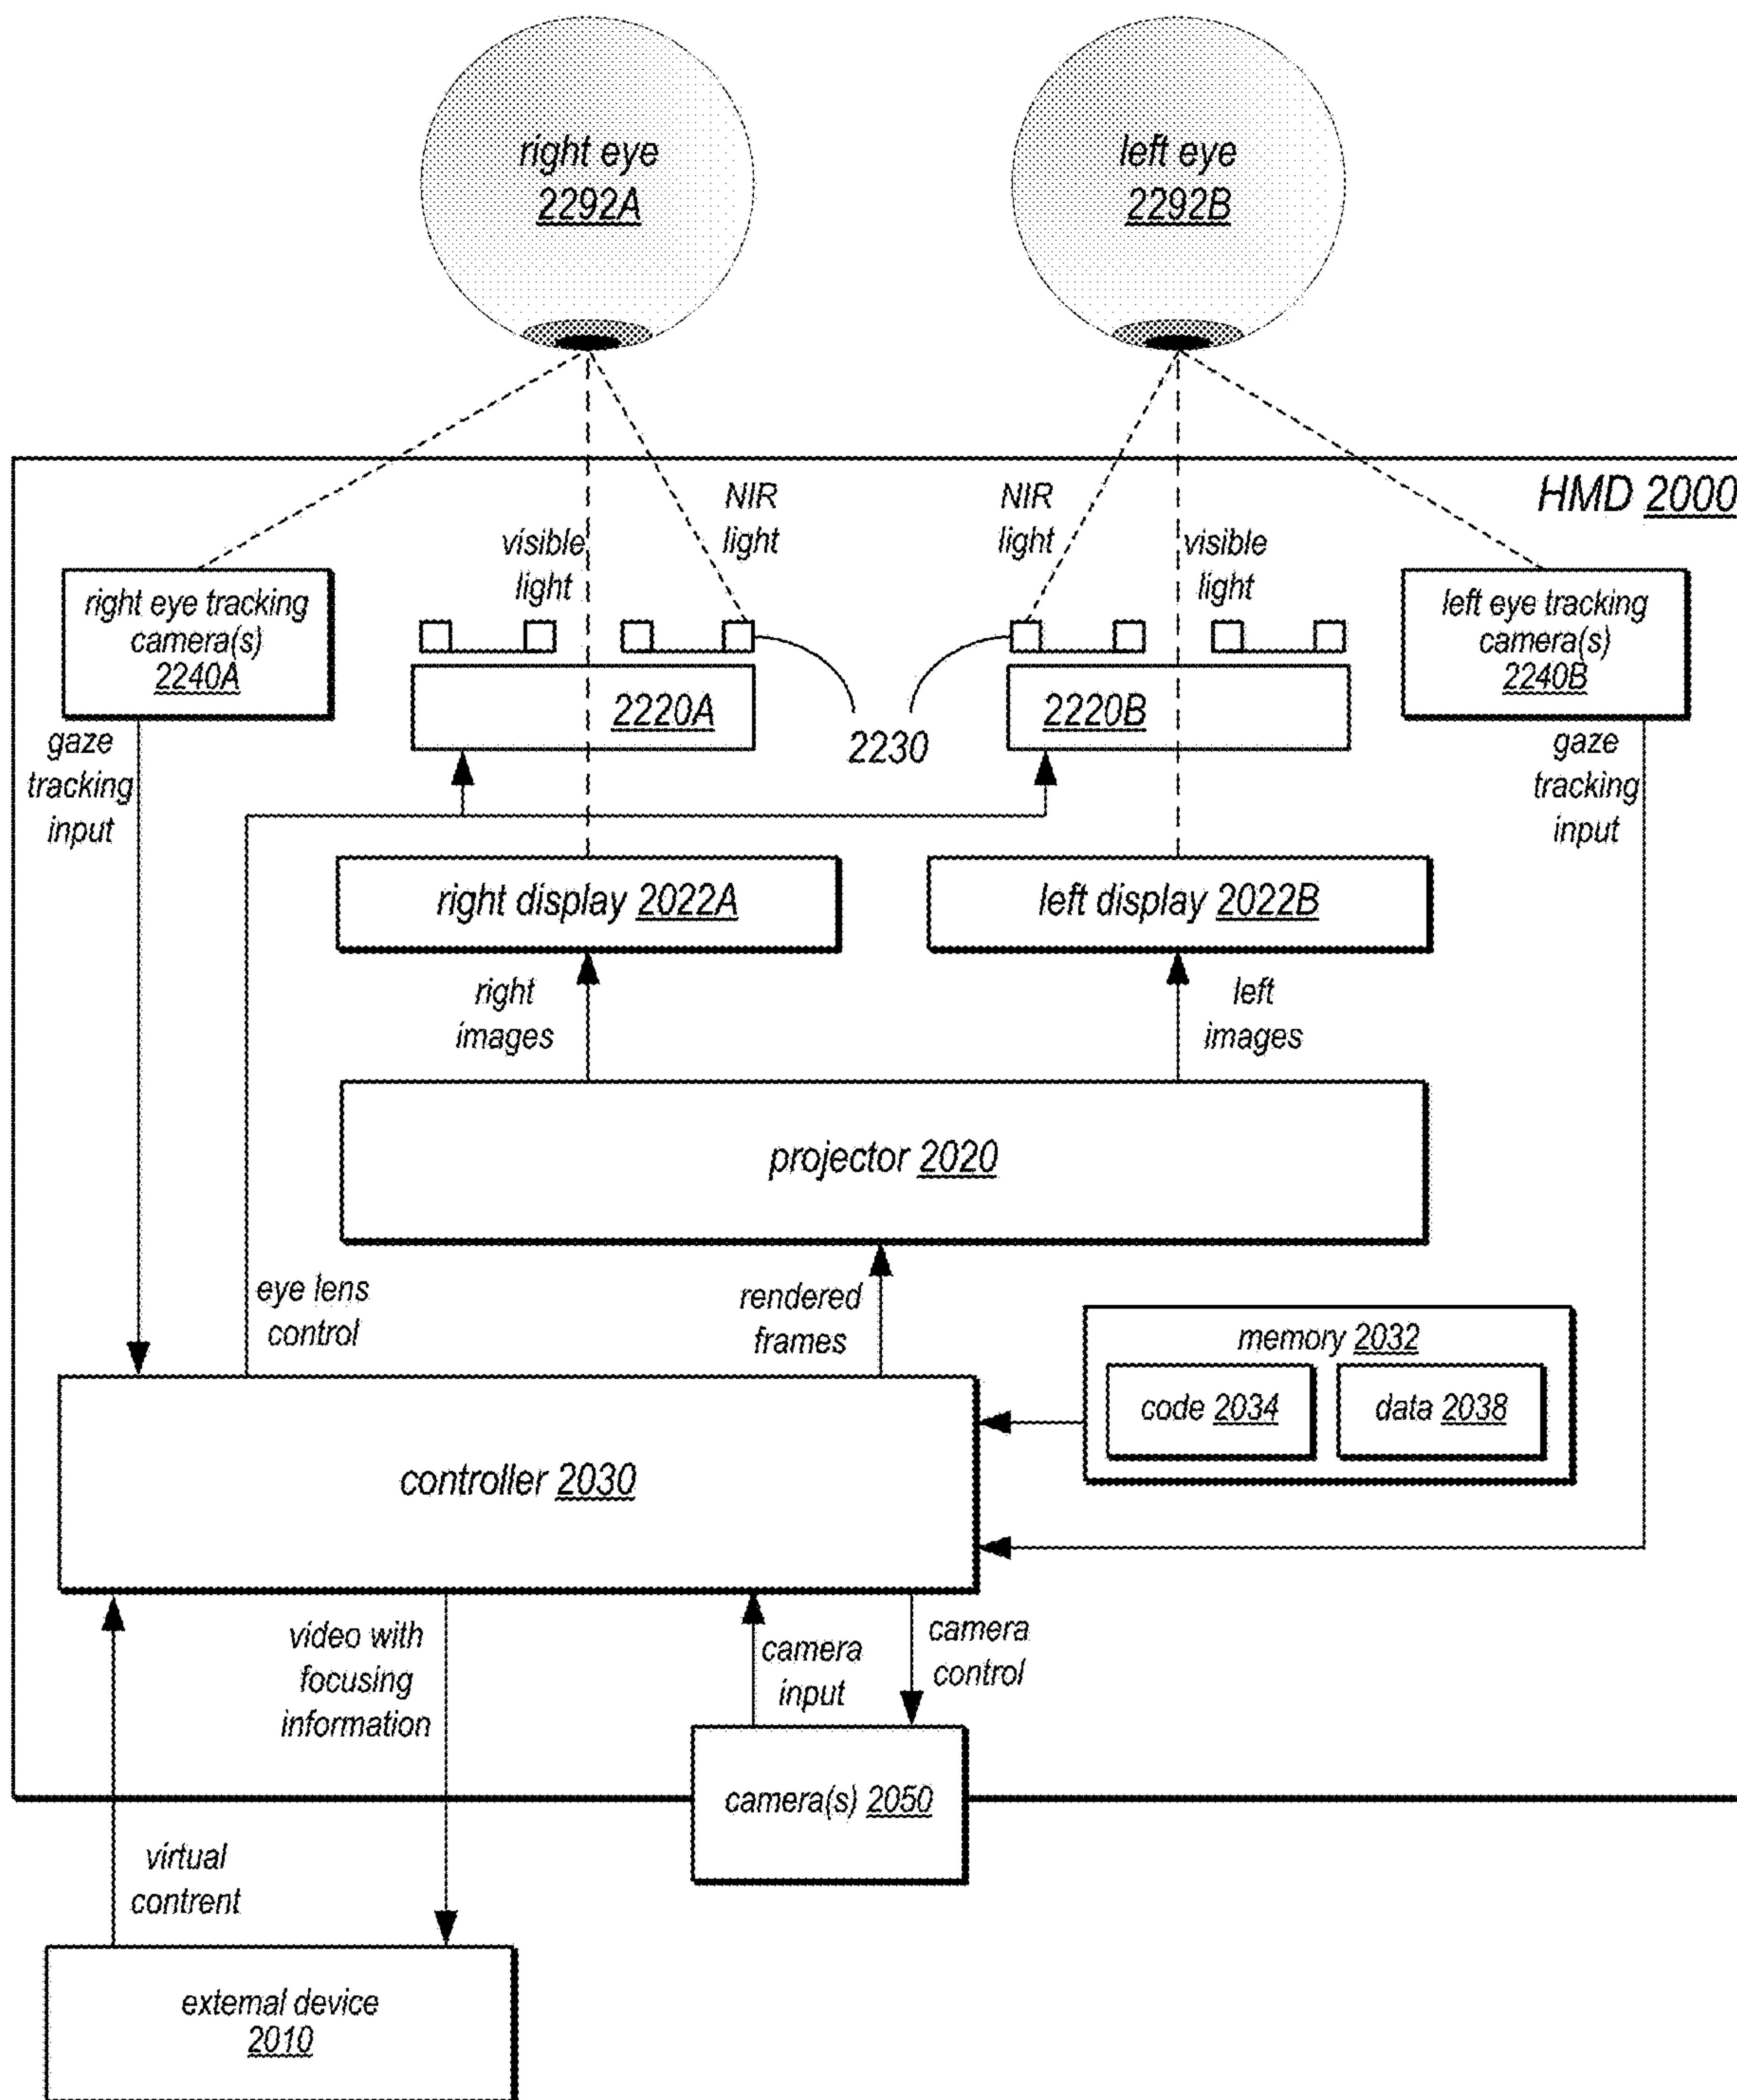 right eye
2292A
left eye
2292B
HMD 2000
NIR
light
NIR
light
visible
light
visible
light
right eye tracking
camera(s)
2240A
left eye tracking
camera(s)
2240B
2220A
2220B
2230
gaze
tracking
input
gaze
tracking
input
right display 2022A
left display 2022B
right
images
left
images
projector 2020
eye lens
control
rendered
frames
memory 2032
code 2034
data 2038
controller 2030
video with
focusing
information
camera
input
camera
control
camera(s) 2050
virtual
contrent
external device
2010